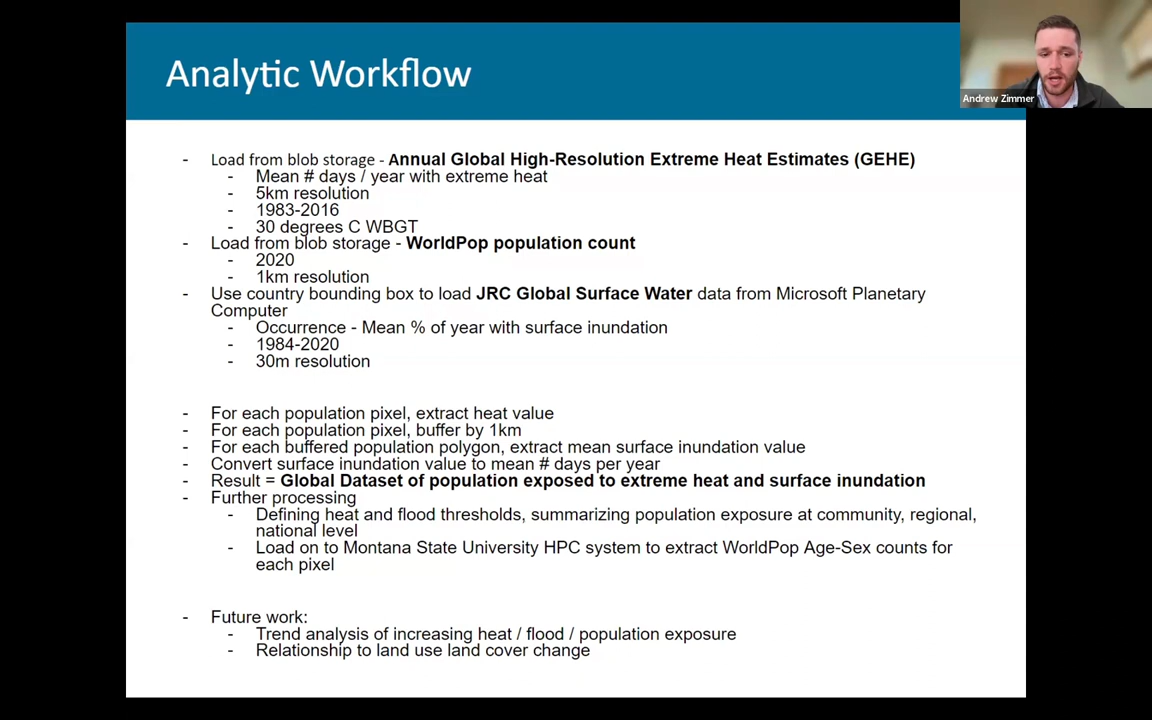 Analytic Workflow
Andrew Zimmer
- Load from blob storage - Annual Global High-Resolution Extreme Heat Estimates (GEHE)
- Mean # days / year with extreme heat
- 5km resolution
- 1983-2016
- 30 degrees C WBGT
- Load from blob storage - WorldPop population count
- 2020
- 1km resolution
- Use country bounding box to load JRC Global Surface Water data from Microsoft Planetary
Computer
- Occurrence - Mean % of year with surface inundation
- 1984-2020
- 30m resolution
- For each population pixel, extract heat value
- For each population pixel, buffer by 1km
- For each buffered population polygon, extract mean surface inundation value
- Convert surface inundation value to mean # days per year
- Result = Global Dataset of population exposed to extreme heat and surface inundation
- Further processing
- Defining heat and flood thresholds, summarizing population exposure at community, regional,
national level
- Load on to Montana State University HPC system to extract WorldPop Age-Sex counts for
each pixel
- Future work:
- Trend analysis of increasing heat / flood / population exposure
- Relationship to land use land cover change